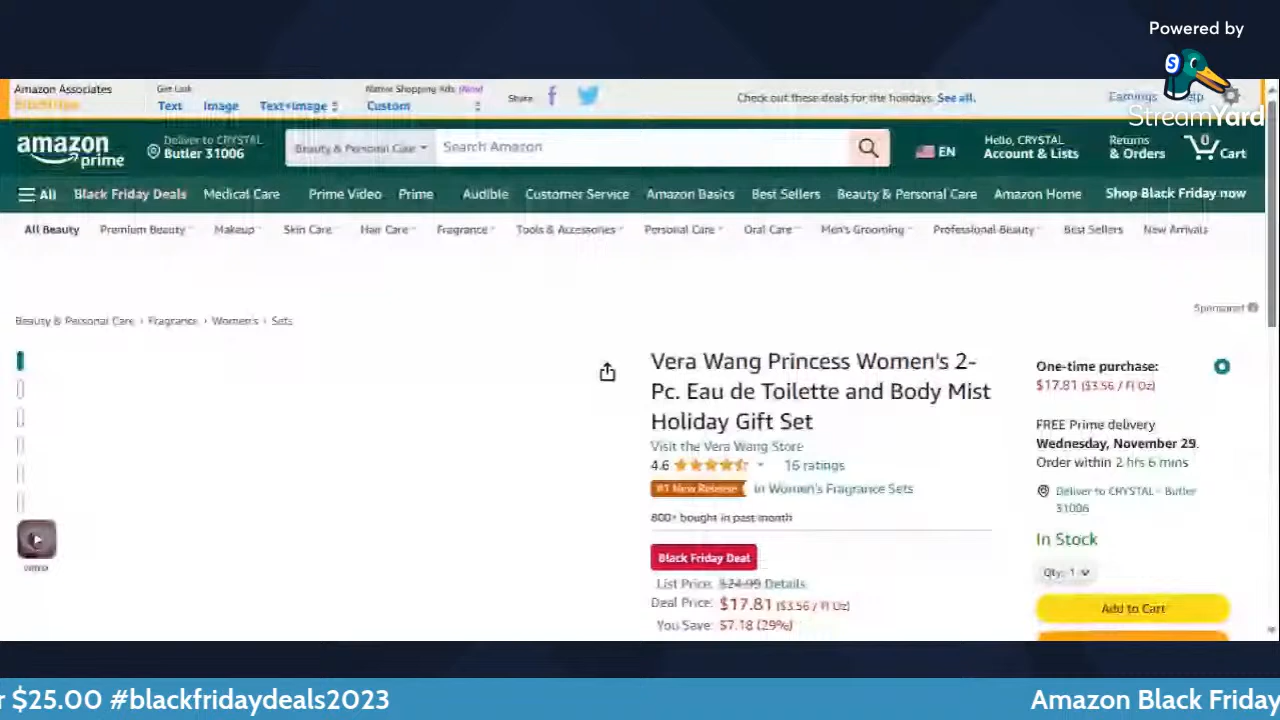 Powered by
StreamYard
Amazon Associates
Get Link
Native Shopping Ads
Text Image Text+Image Custom
Share
Check out these deals for the holidays. See all.
Earnings Help
amazon prime
Deliver to CRYSTAL
Butler 31006
Beauty & Personal Care
Search Amazon
EN
Hello, CRYSTAL
Account & Lists
Returns
& Orders
0
Cart
All Black Friday Deals Medical Care Prime Video Prime Audible Customer Service Amazon Basics Best Sellers Beauty & Personal Care Amazon Home Shop Black Friday now
All Beauty Premium Beauty Makeup Skin Care Hair Care Fragrance Tools & Accessories Personal Care Oral Care Men's Grooming Professional Beauty Best Sellers New Arrivals
Sponsored
Beauty & Personal Care › Fragrance › Women's › Sets
VIDEO
Vera Wang Princess Women's 2-
Pc. Eau de Toilette and Body Mist
Holiday Gift Set
Visit the Vera Wang Store
4.6 16 ratings
#1 New Release in Women's Fragrance Sets
800+ bought in past month
Black Friday Deal
List Price: $24.99 Details
Deal Price: $17.81 ($3.56 / Fl Oz)
You Save: $7.18 (29%)
One-time purchase:
$17.81 ($3.56 / Fl Oz)
FREE Prime delivery
Wednesday, November 29.
Order within 2 hrs 6 mins
Deliver to CRYSTAL - Butler
31006
In Stock
Qty: 1
Add to Cart
r $25.00 #blackfridaydeals2023
Amazon Black Friday